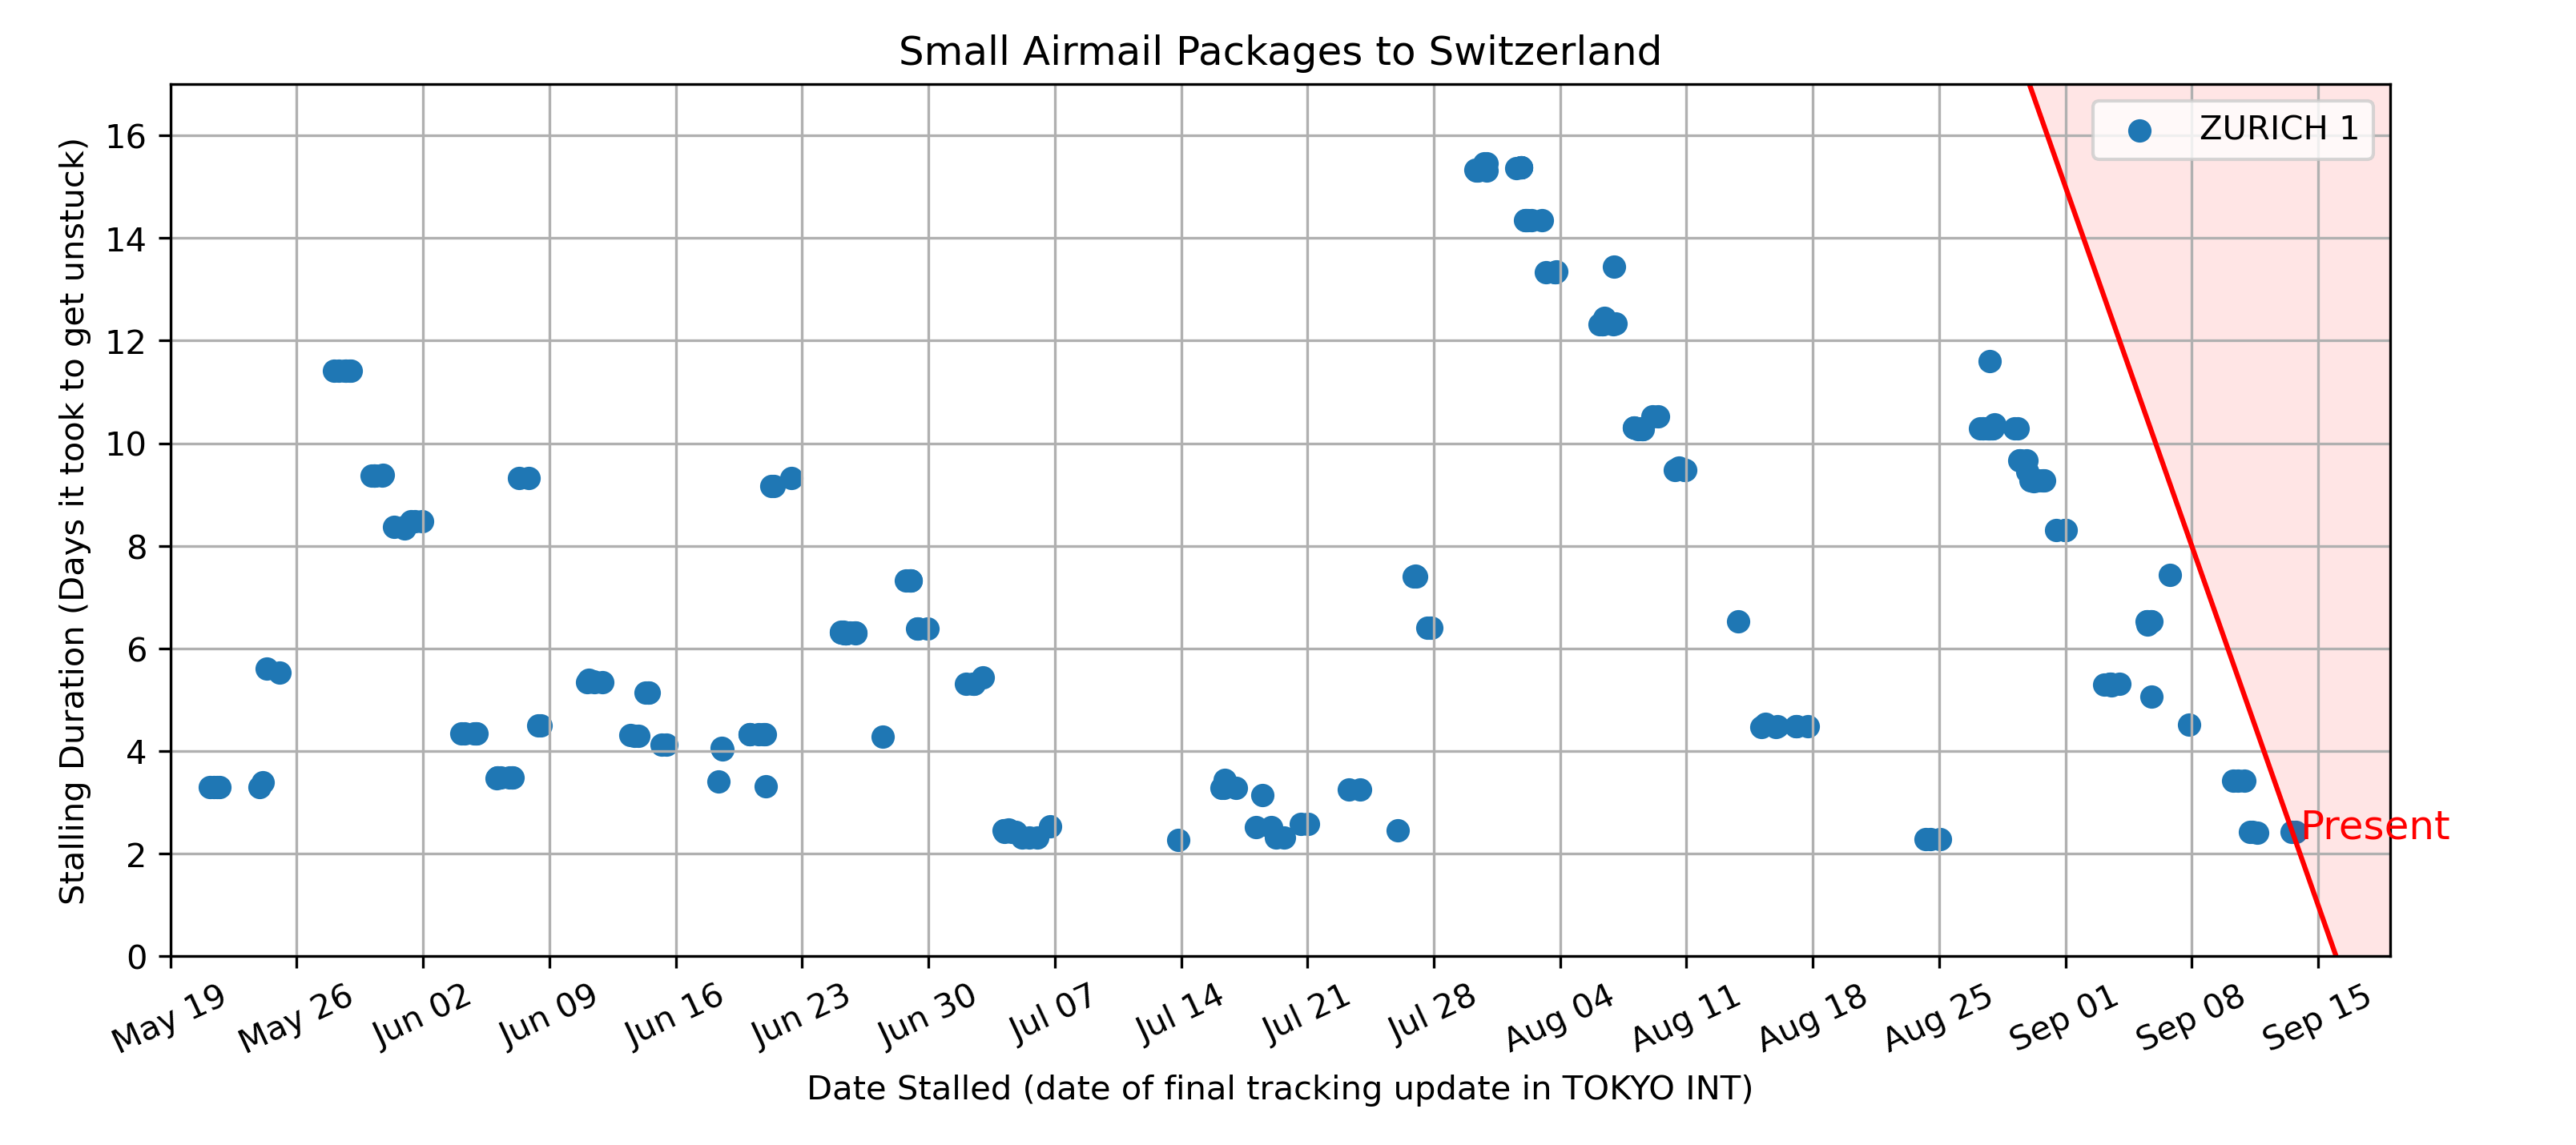 Small Airmail Packages to Switzerland
ZURICH 1
Stalling Duration (Days it took to get unstuck)
16
14
12
10
8
6
4
2
0
Present
May 19 May 26 Jun 02 Jun 09 Jun 16 Jun 23 Jun 30 Jul 07 Jul 14 Jul 21 Jul 28 Aug 04 Aug 11 Aug 18 Aug 25 Sep 01 Sep 08 Sep 15
Date Stalled (date of final tracking update in TOKYO INT)